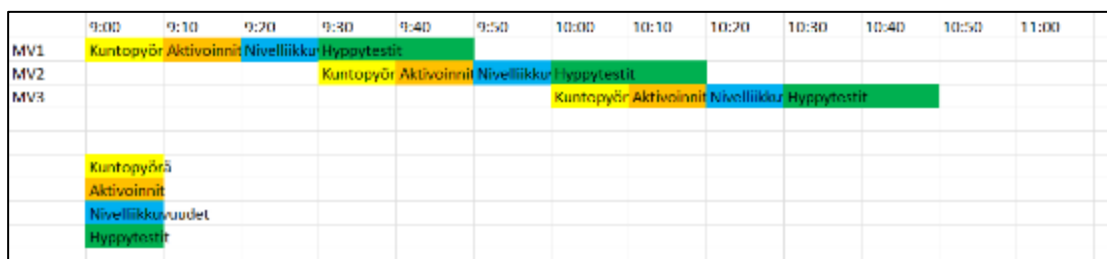 9:00 9:10 9:20 9:30 9:40 9:50 10:00 10:10 10:20 10:30 10:40 10:50 11:00
MV1 Kuntopyör Aktivoinnit Nivelliikku Hyppytestit
MV2 Kuntopyör Aktivoinnit Nivelliikku Hyppytestit
MV3 Kuntopyör Aktivoinnit Nivelliikku Hyppytestit
Kuntopyörä
Aktivoinnit
Nivelliikkuvuudet
Hyppytestit